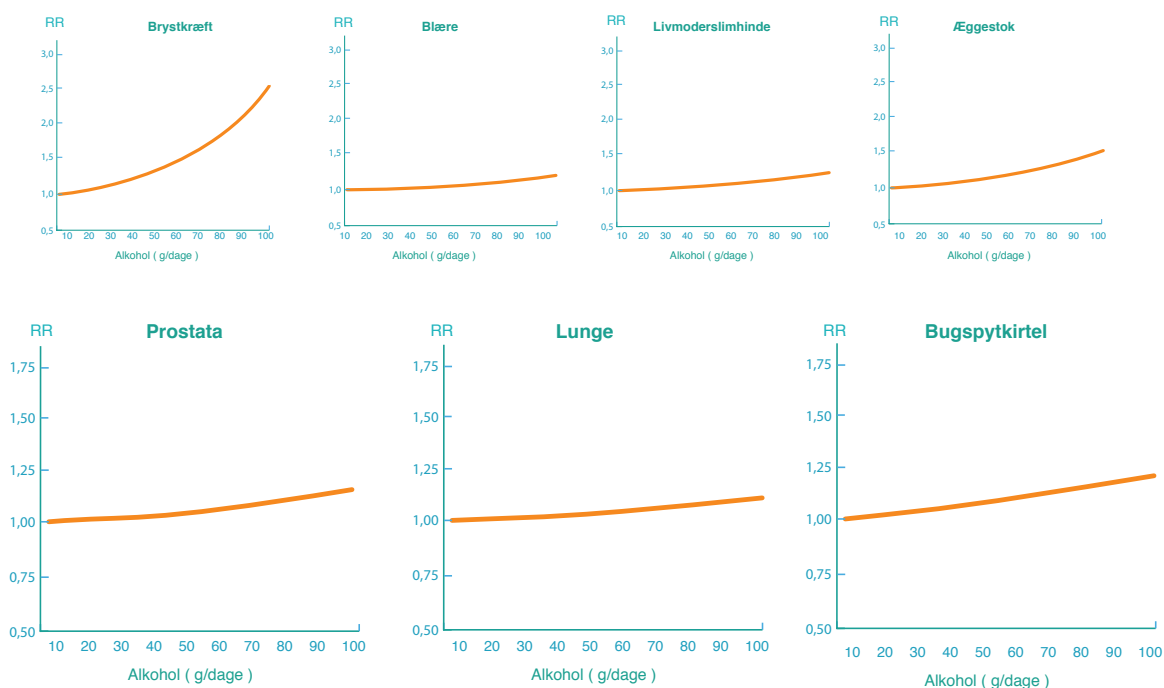 RR Brystkræft
3,0
2,5
2,0
1,5
1,0
0,5
10 20 30 40 50 60 70 80 90 100
Alkohol ( g/dage )
RR Blære
3,0
2,5
2,0
1,5
1,0
0,5
10 20 30 40 50 60 70 80 90 100
Alkohol ( g/dage )
RR Livmoderslimhinde
3,0
2,5
2,0
1,5
1,0
0,5
10 20 30 40 50 60 70 80 90 100
Alkohol ( g/dage )
RR Æggestok
3,0
2,5
2,0
1,5
1,0
0,5
10 20 30 40 50 60 70 80 90 100
Alkohol ( g/dage )
RR Prostata
1,75
1,50
1,25
1,00
0,75
0,50
10 20 30 40 50 60 70 80 90 100
Alkohol ( g/dage )
RR Lunge
1,75
1,50
1,25
1,00
0,75
0,50
10 20 30 40 50 60 70 80 90 100
Alkohol ( g/dage )
RR Bugspytkirtel
1,75
1,50
1,25
1,00
0,75
0,50
10 20 30 40 50 60 70 80 90 100
Alkohol ( g/dage )